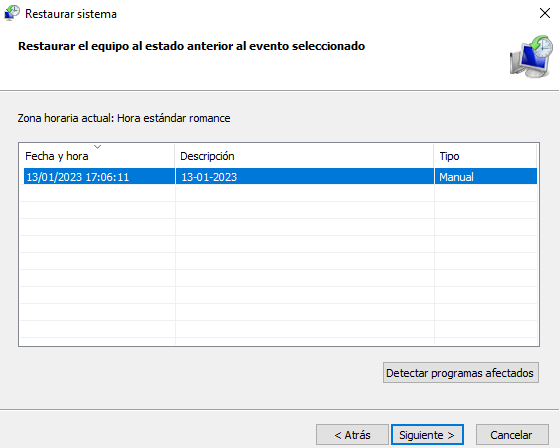 Restaurar sistema
Restaurar el equipo al estado anterior al evento seleccionado
Zona horaria actual: Hora estándar romance
Fecha y hora Descripción Tipo
13/01/2023 17:06:11 13-01-2023 Manual
Detectar programas afectados
< Atrás Siguiente > Cancelar